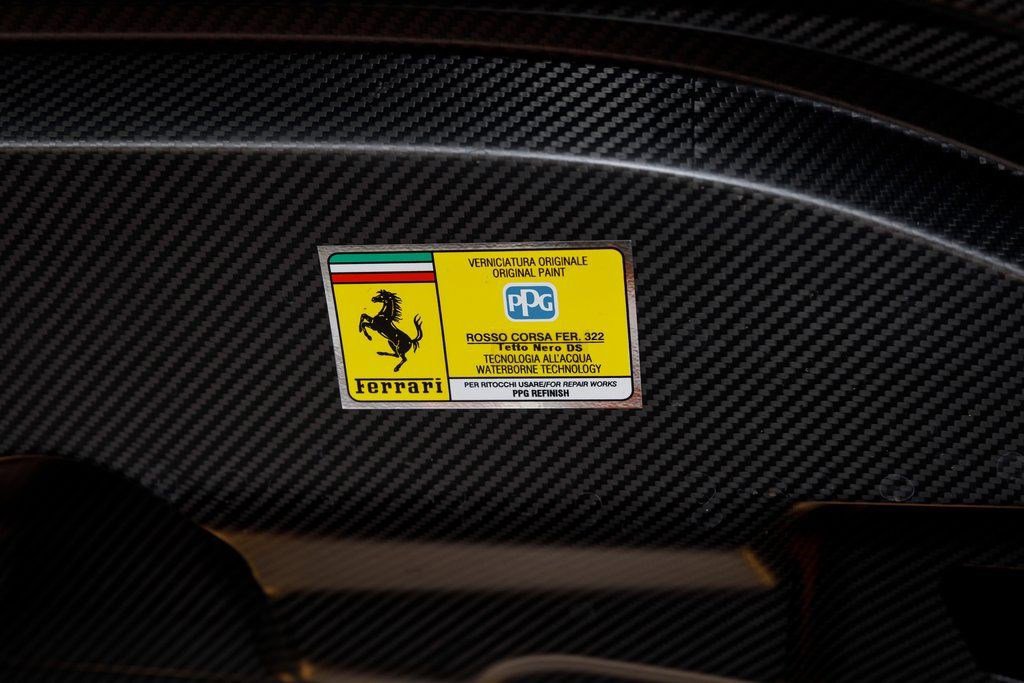 VERNICIATURA ORIGINALE
ORIGINAL PAINT
PPG
ROSSO CORSA FER. 322
Tetto Nero DS
TECNOLOGIA ALL'ACQUA
WATERBORNE TECHNOLOGY
Ferrari
PER RITOCCHI USARE/FOR REPAIR WORKS
PPG REFINISH